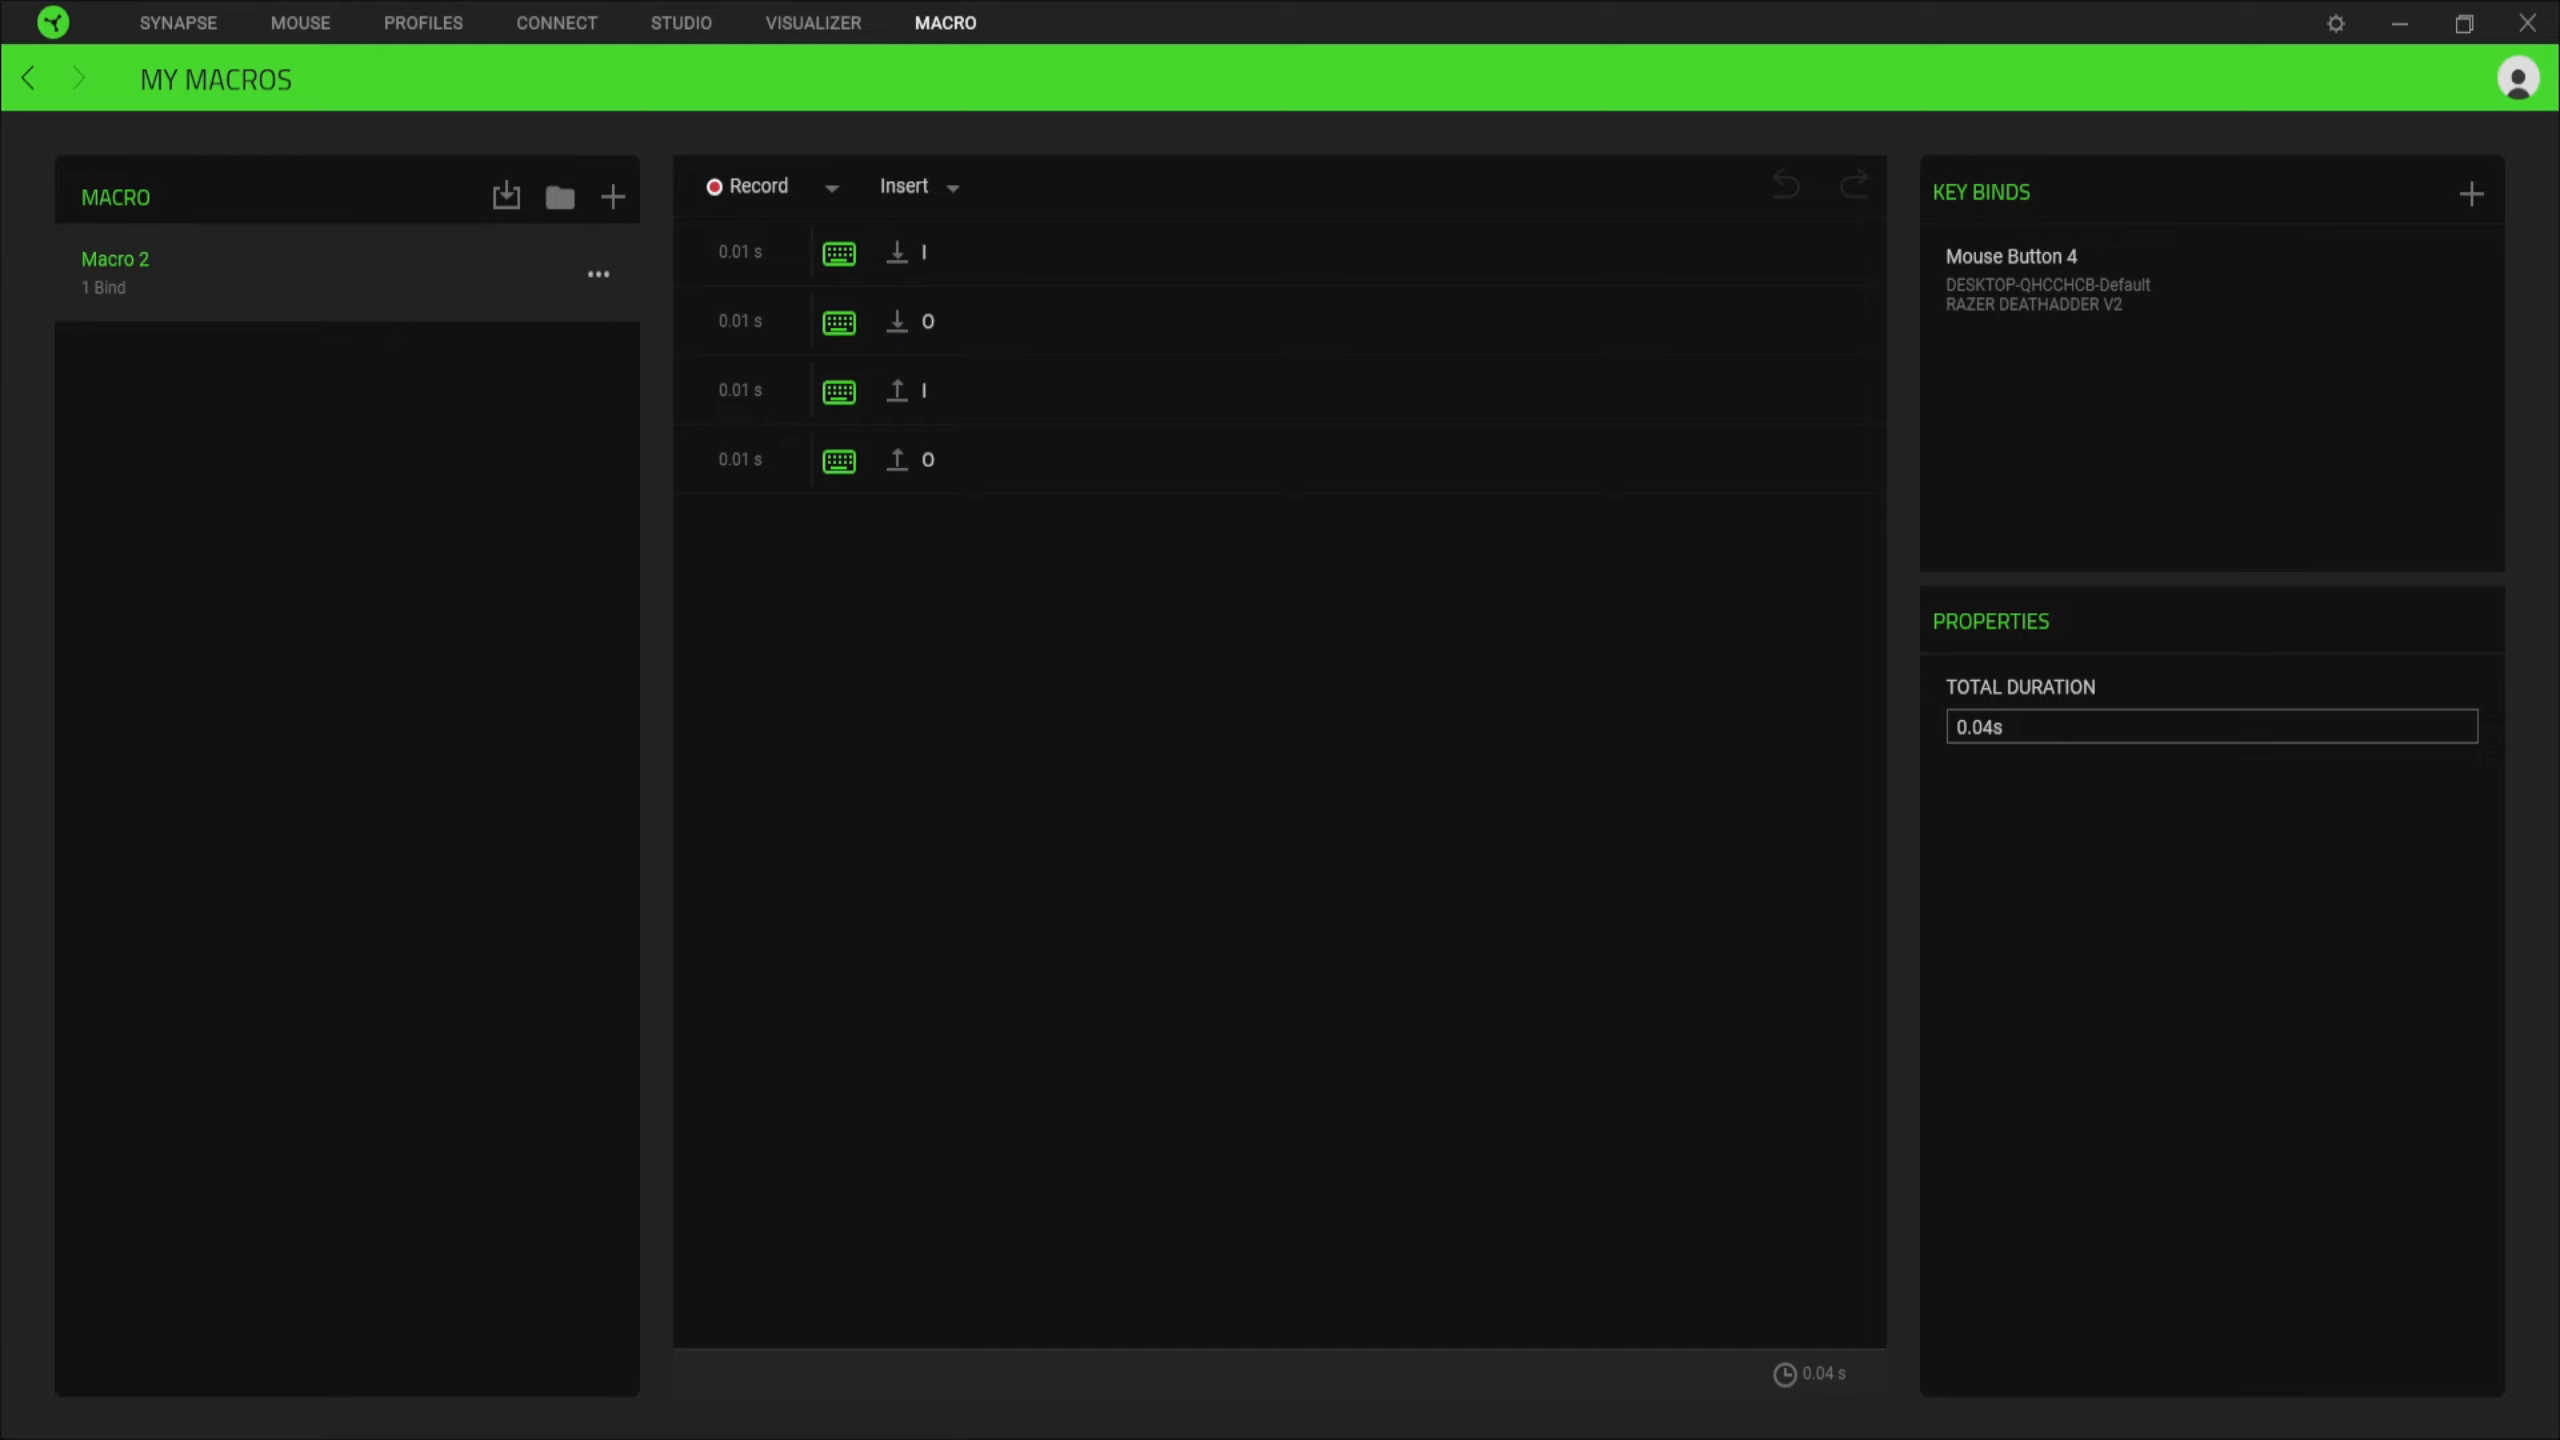 SYNAPSE MOUSE PROFILES CONNECT STUDIO VISUALIZER MACRO
MY MACROS
MACRO
Macro 2
1 Bind
Record Insert
0.01 s I
0.01 s O
0.01 s I
0.01 s O
0.04 s
KEY BINDS
Mouse Button 4
DESKTOP-QHCCHCB-Default
RAZER DEATHADDER V2
PROPERTIES
TOTAL DURATION
0.04s